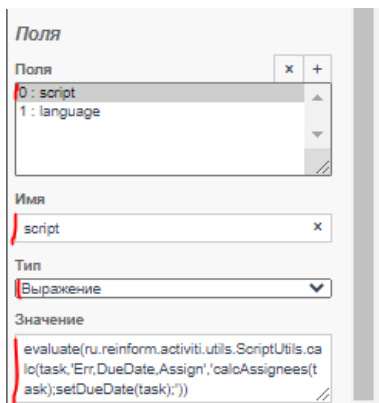 Поля
Поля
x +
0 : script
1 : language
Имя
script x
Тип
Выражение
Значение
evaluate(ru.reinform.activiti.utils.ScriptUtils.ca
lc(task,'Err,DueDate,Assign','calcAssignees(t
ask);setDueDate(task);'))